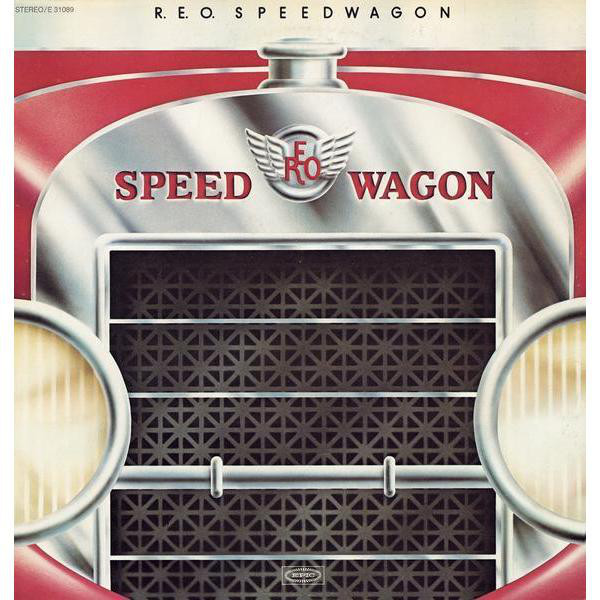 STEREO/E 31089
R. E. O. SPEEDWAGON
REO
SPEED WAGON
EPIC